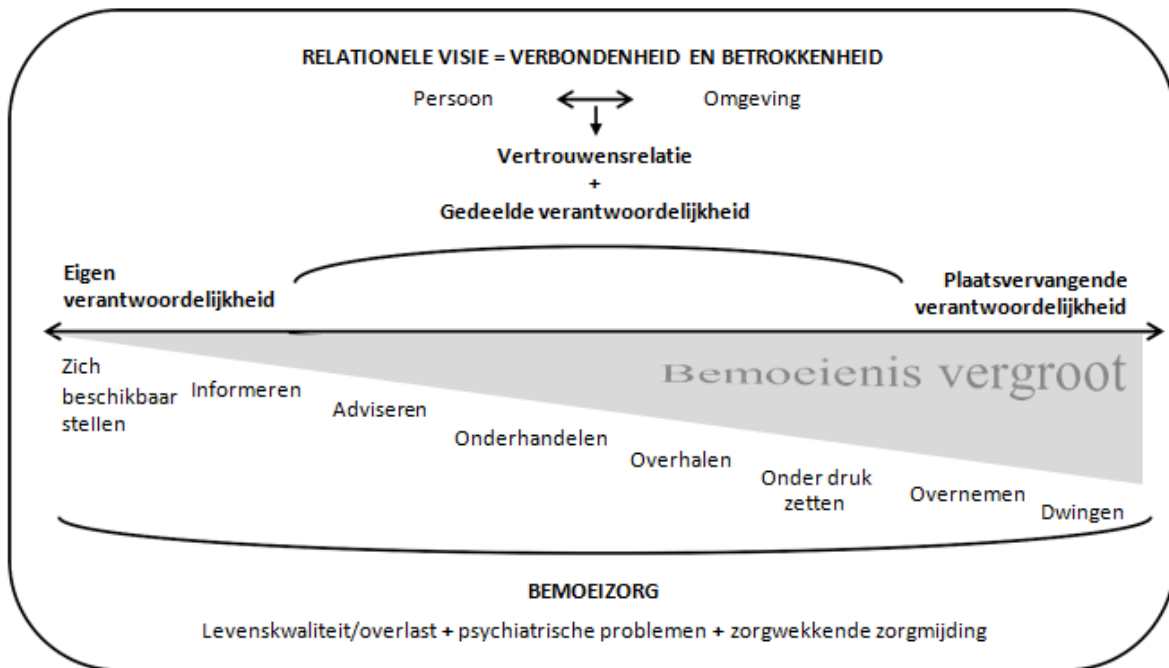 RELATIONELE VISIE = VERBONDENHEID EN BETROKKENHEID
Persoon Omgeving
Vertrouwensrelatie
+
Gedeelde verantwoordelijkheid
Eigen
verantwoordelijkheid
Plaatsvervangende
verantwoordelijkheid
Bemoeienis vergroot
Zich
beschikbaar
stellen
Informeren
Adviseren
Onderhandelen
Overhalen
Onder druk
zetten
Overnemen
Dwingen
BEMOEIZORG
Levenskwaliteit/overlast + psychiatrische problemen + zorgwekkende zorgmijding